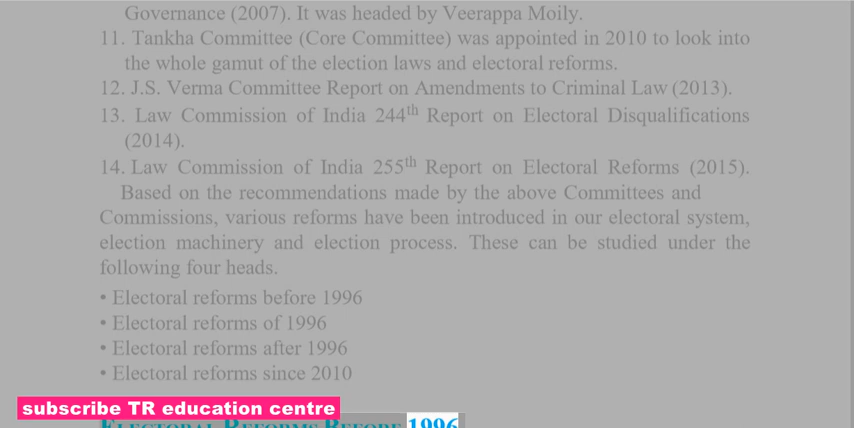 Governance (2007). It was headed by Veerappa Moily.
11. Tankha Committee (Core Committee) was appointed in 2010 to look into
the whole gamut of the election laws and electoral reforms.
12. J.S. Verma Committee Report on Amendments to Criminal Law (2013).
13. Law Commission of India 244th Report on Electoral Disqualifications
(2014).
14. Law Commission of India 255th Report on Electoral Reforms (2015).
Based on the recommendations made by the above Committees and
Commissions, various reforms have been introduced in our electoral system,
election machinery and election process. These can be studied under the
following four heads.
• Electoral reforms before 1996
• Electoral reforms of 1996
• Electoral reforms after 1996
• Electoral reforms since 2010
subscribe TR education centre
ELECTORAL REFORMS BEFORE 1996